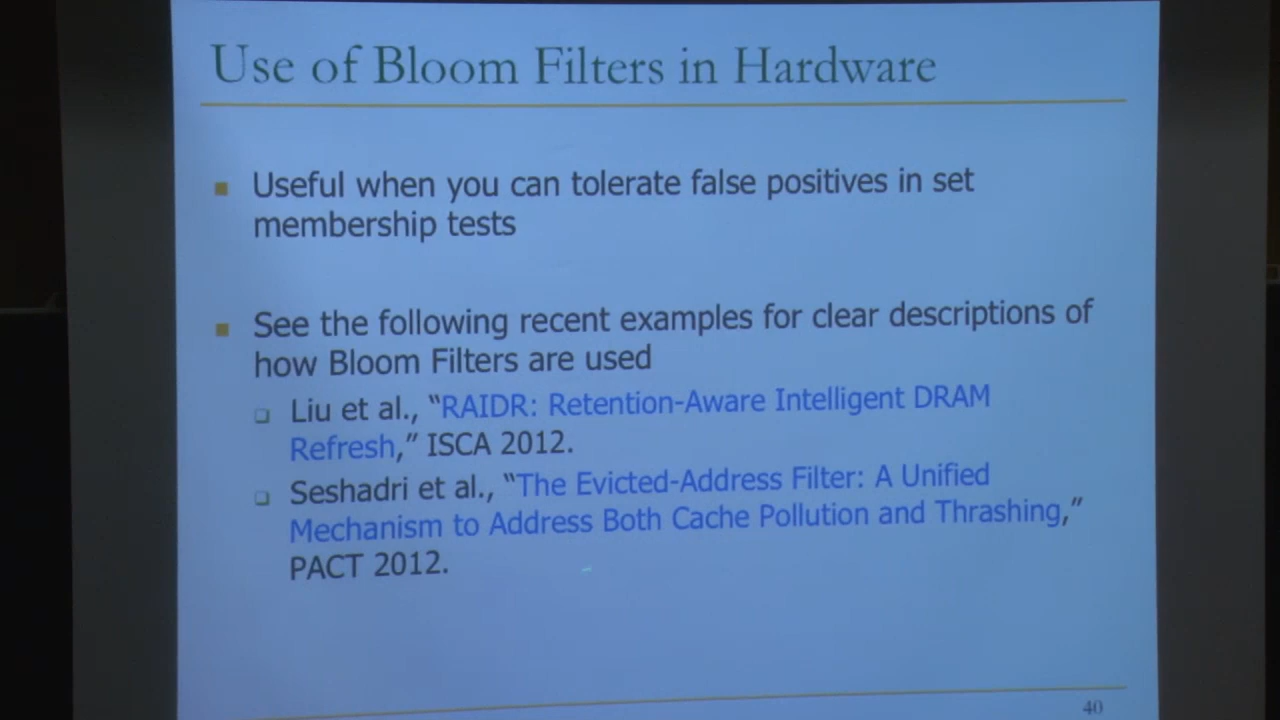 Use of Bloom Filters in Hardware
Useful when you can tolerate false positives in set
membership tests
See the following recent examples for clear descriptions of
how Bloom Filters are used
Liu et al., “RAIDR: Retention-Aware Intelligent DRAM
Refresh,” ISCA 2012.
Seshadri et al., “The Evicted-Address Filter: A Unified
Mechanism to Address Both Cache Pollution and Thrashing,”
PACT 2012.
40